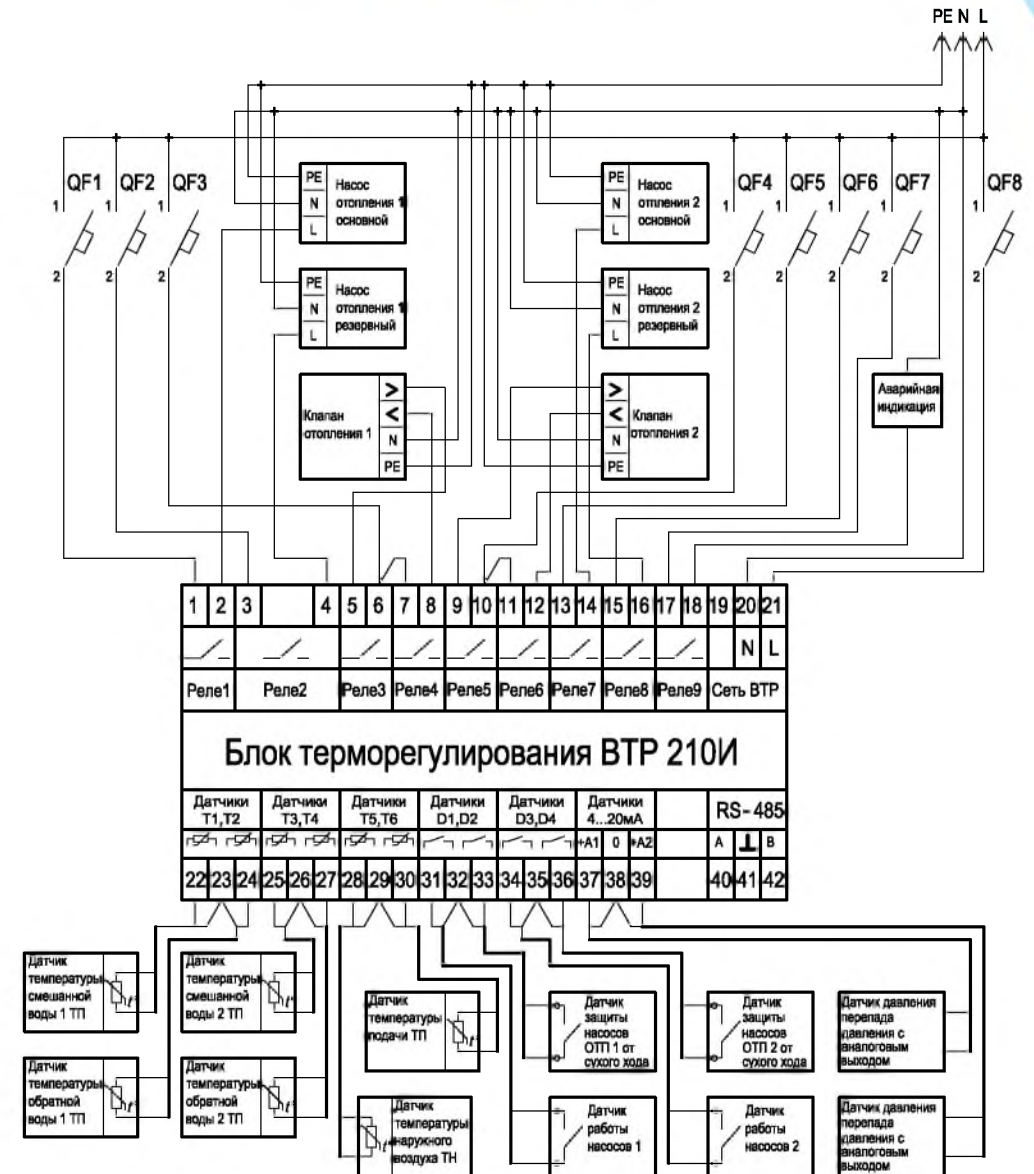 PE N L
QF1 QF2 QF3
QF4 QF5 QF6 QF7 QF8
1 1 1
1 1 1 1 1
2 2 2
2 2 2 2 2
PE
N
L
Насос
отопления 1
основной
PE
N
L
Насос
отпления 2
основной
PE
N
L
Насос
отопления 1
резервный
PE
N
L
Насос
отпления 2
резервный
Клапан
отопления 1
>
<
N
PE
>
<
N
PE
Клапан
отопления 2
Аварийная
индикация
1 2 3 4 5 6 7 8 9 10 11 12 13 14 15 16 17 18 19 20 21
N L
Реле1 Реле2 Реле3 Реле4 Реле5 Реле6 Реле7 Реле8 Реле9 Сеть ВТР
Блок терморегулирования ВТР 210И
Датчики
T1,T2
Датчики
T3,T4
Датчики
T5,T6
Датчики
D1,D2
Датчики
D3,D4
Датчики
4...20мА
RS-485
+A1 0 +A2
A B
22 23 24 25 26 27 28 29 30 31 32 33 34 35 36 37 38 39 40 41 42
Датчик
температуры
смешанной
воды 1 ТП
t°
Датчик
температуры
смешанной
воды 2 ТП
t°
Датчик
температуры
подачи ТП
t°
Датчик
защиты
насосов
ОТП 1 от
сухого хода
Датчик
защиты
насосов
ОТП 2 от
сухого хода
Датчик давления
перепада
давления с
аналоговым
выходом
Датчик
температуры
обратной
воды 1 ТП
t°
Датчик
температуры
обратной
воды 2 ТП
t°
Датчик
температуры
наружного
воздуха ТН
t°
Датчик
работы
насосов 1
Датчик
работы
насосов 2
Датчик давления
перепада
давления с
аналоговым
выходом